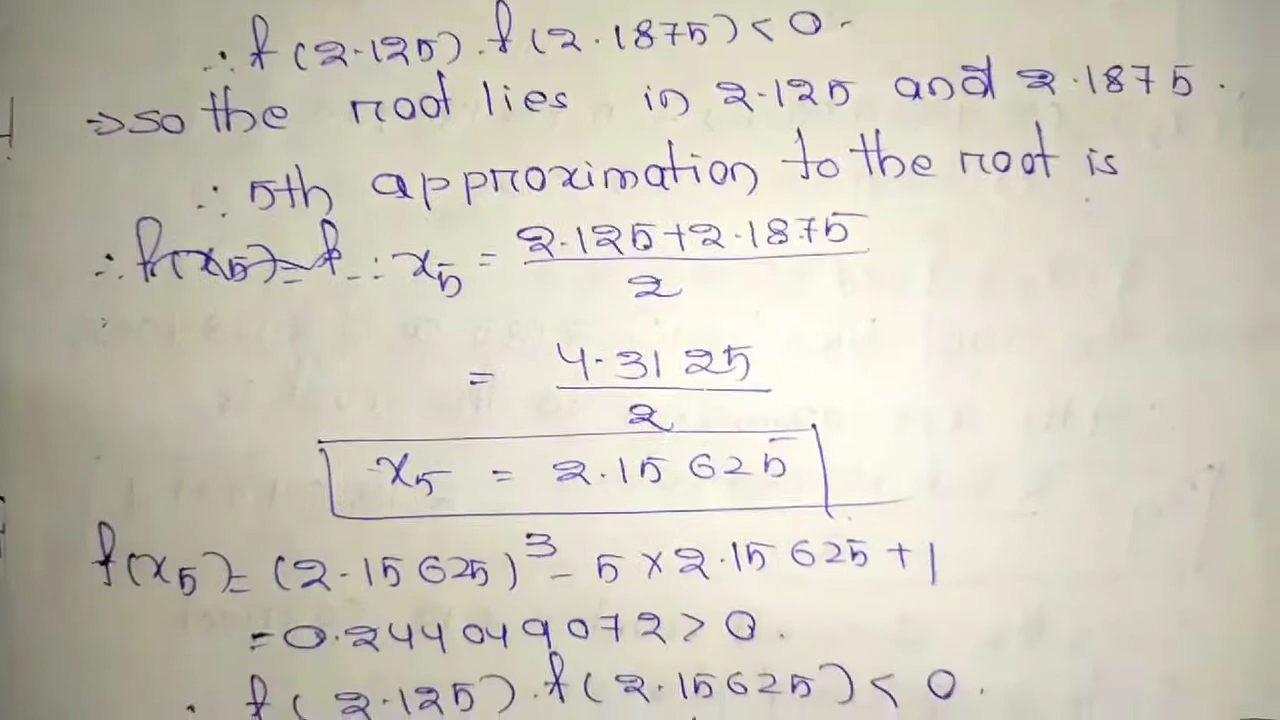 ∴ f(2.125).f(2.1875) < 0.
⇒ so the root lies in 2.125 and 2.1875.
∴ 5th approximation to the root is
∴ x5 = (2.125+2.1875)/2
= 4.3125/2
x5 = 2.15625
f(x5) = (2.15625)³ - 5 × 2.15625 + 1
= 0.244049072 > 0.
∴ f(2.125).f(2.15625) < 0.